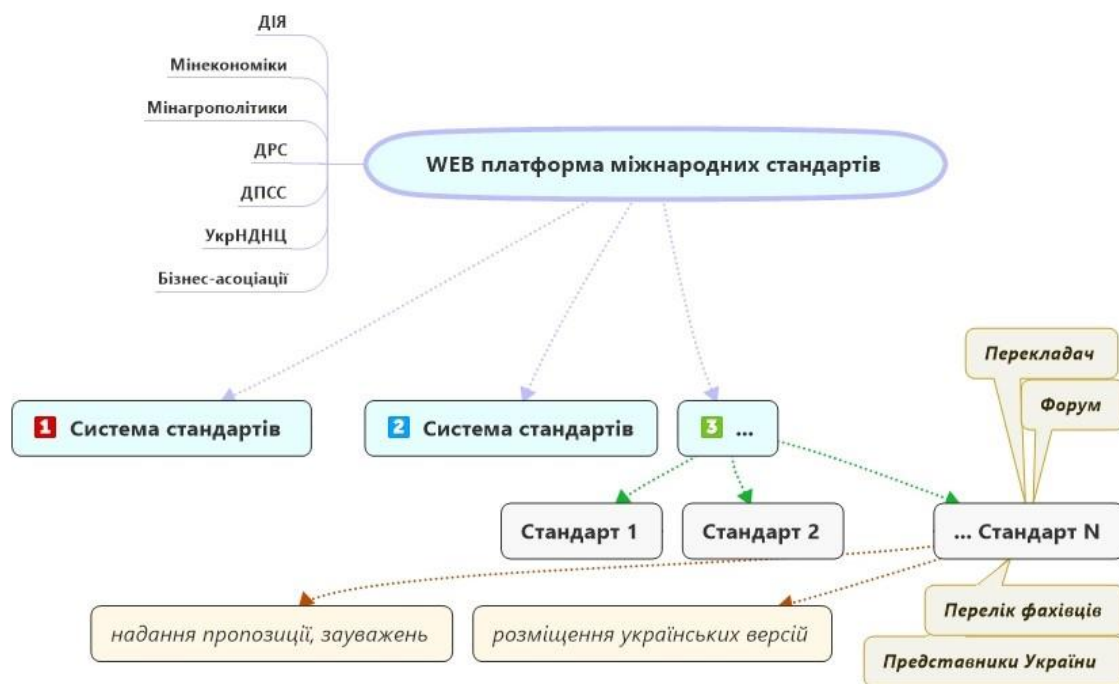 ДІЯ
Мінекономіки
Мінагрополітики
ДРС
ДПСС
УкрНДНЦ
Бізнес-асоціації
WEB платформа міжнародних стандартів
Перекладач
Форум
1 Система стандартів
2 Система стандартів
3 ...
Стандарт 1
Стандарт 2
... Стандарт N
надання пропозиції, зауважень
розміщення українських версій
Перелік фахівців
Представники України